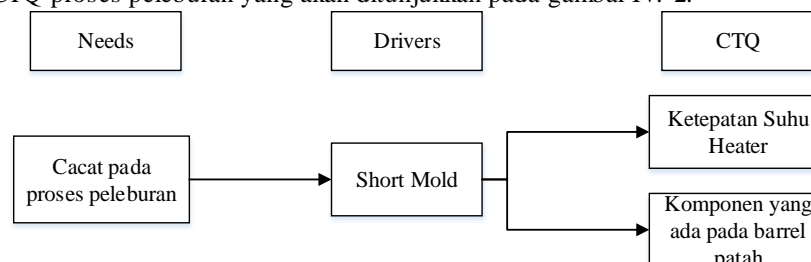 CTQ proses peleburan yang akan ditunjukkan pada gambar IV. 2.
Needs
Drivers
CTQ
Cacat pada
proses peleburan
Short Mold
Ketepatan Suhu
Heater
Komponen yang
ada pada barrel
patah